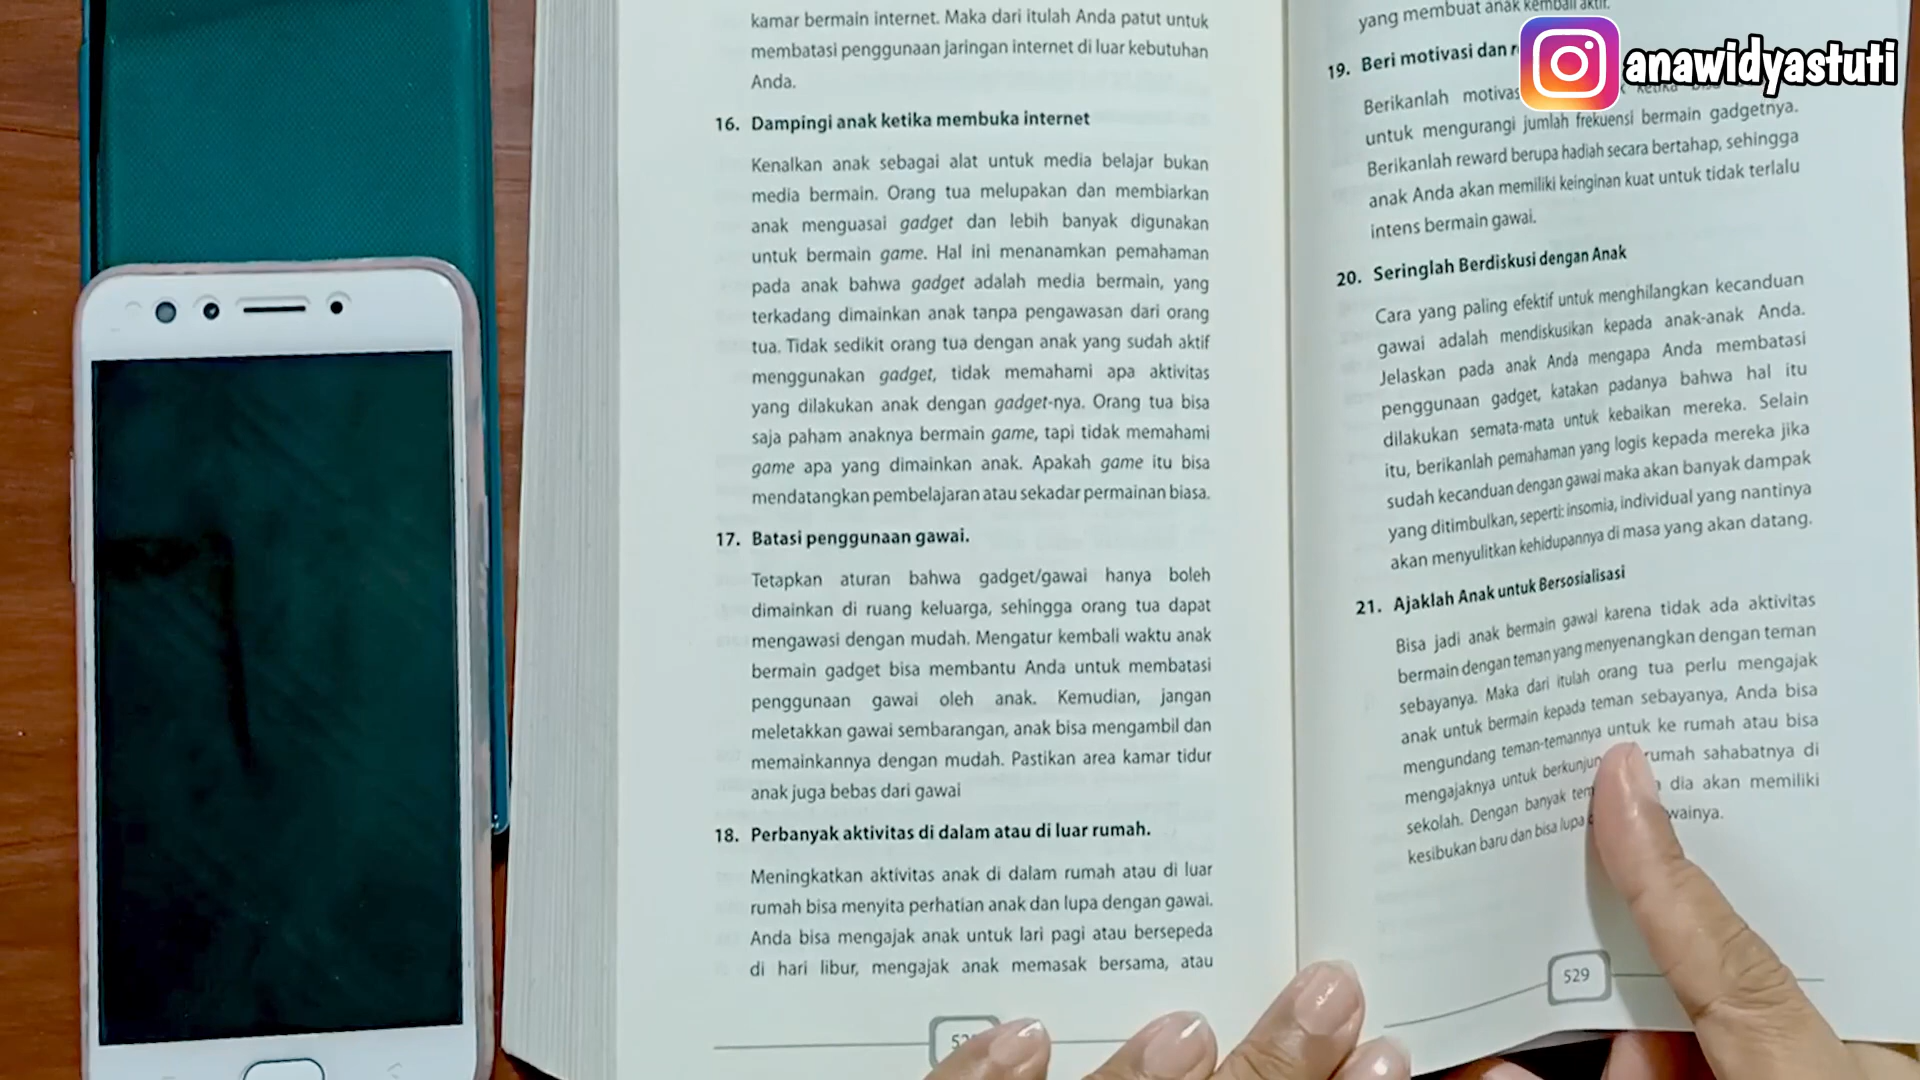 kamar bermain internet. Maka dari itulah Anda patut untuk
membatasi penggunaan jaringan internet di luar kebutuhan
Anda.
16. Dampingi anak ketika membuka internet
Kenalkan anak sebagai alat untuk media belajar bukan
media bermain. Orang tua melupakan dan membiarkan
anak menguasai gadget dan lebih banyak digunakan
untuk bermain game. Hal ini menanamkan pemahaman
pada anak bahwa gadget adalah media bermain, yang
terkadang dimainkan anak tanpa pengawasan dari orang
tua. Tidak sedikit orang tua dengan anak yang sudah aktif
menggunakan gadget, tidak memahami apa aktivitas
yang dilakukan anak dengan gadget-nya. Orang tua bisa
saja paham anaknya bermain game, tapi tidak memahami
game apa yang dimainkan anak. Apakah game itu bisa
mendatangkan pembelajaran atau sekadar permainan biasa.
17. Batasi penggunaan gawai.
Tetapkan aturan bahwa gadget/gawai hanya boleh
dimainkan di ruang keluarga, sehingga orang tua dapat
mengawasi dengan mudah. Mengatur kembali waktu anak
bermain gadget bisa membantu Anda untuk membatasi
penggunaan gawai oleh anak. Kemudian, jangan
meletakkan gawai sembarangan, anak bisa mengambil dan
memainkannya dengan mudah. Pastikan area kamar tidur
anak juga bebas dari gawai
18. Perbanyak aktivitas di dalam atau di luar rumah.
Meningkatkan aktivitas anak di dalam rumah atau di luar
rumah bisa menyita perhatian anak dan lupa dengan gawai.
Anda bisa mengajak anak untuk lari pagi atau bersepeda
di hari libur, mengajak anak memasak bersama, atau
yang membuat anak kembali aktif.
19. Beri motivasi dan
Berikanlah ketika
untuk mengurangi jumlah frekuensi bermain gadgetnya.
Berikanlah reward berupa hadiah secara bertahap, sehingga
anak Anda akan memiliki keinginan kuat untuk tidak terlalu
intens bermain gawai.
20. Seringlah Berdiskusi dengan Anak
Cara yang paling efektif untuk menghilangkan kecanduan
gawai adalah mendiskusikan kepada anak-anak Anda.
Jelaskan pada anak Anda mengapa Anda membatasi
penggunaan gadget, katakan padanya bahwa hal itu
dilakukan semata-mata untuk kebaikan mereka. Selain
itu, berikanlah pemahaman yang logis kepada mereka jika
sudah kecanduan dengan gawai maka akan banyak dampak
yang ditimbulkan, seperti: insomia, individual yang nantinya
akan menyulitkan kehidupannya di masa yang akan datang.
21. Ajaklah Anak untuk Bersosialisasi
Bisa jadi anak bermain gawai karena tidak ada aktivitas
bermain dengan teman yang menyenangkan dengan teman
sebayanya. Maka dari itulah orang tua perlu mengajak
anak untuk bermain kepada teman sebayanya, Anda bisa
mengundang teman-temannya untuk ke rumah atau bisa
mengajaknya untuk rumah sahabatnya di
sekolah. Dengan banyak dia akan memiliki
kesibukan baru dan bisa lupa
529
anawidyastuti